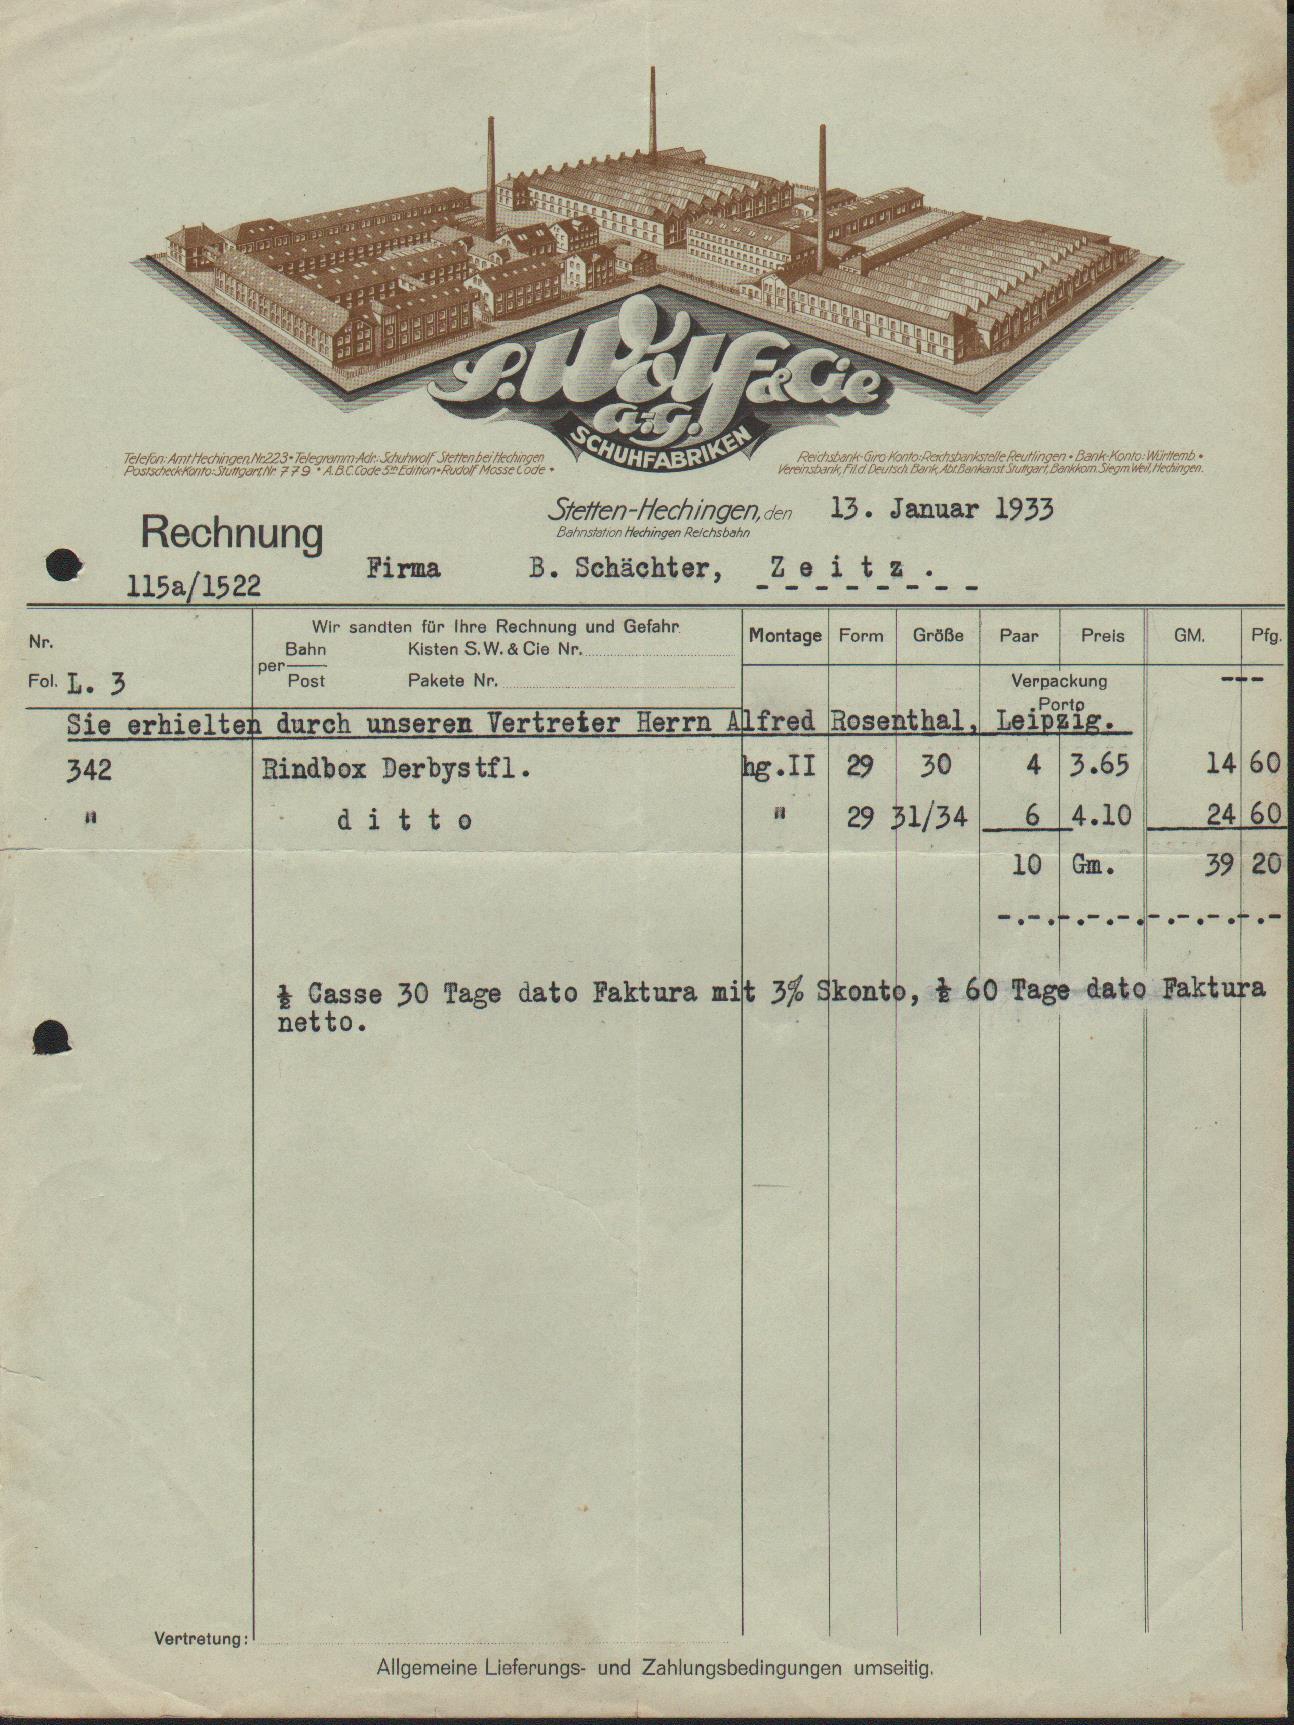 S. Wolf & Cie
A.-G.
SCHUHFABRIKEN
Telefon: Amt Hechingen, Nr. 223 • Telegramm-Adr.: Schuhwolf Stetten bei Hechingen
Postscheck-Konto: Stuttgart Nr 779 • A.B.C. Code 5th Edition • Rudolf Mosse Code •
Reichsbank-Giro Konto: Reichsbankstelle Reutlingen • Bank-Konto: Württemb. •
Vereinsbank, Fil. d. Deutsch. Bank, Abt. Bankanst. Stuttgart, Bankkom. Siegm. Weil, Hechingen.
Stetten-Hechingen, den 13. Januar 1933
Bahnstation Hechingen Reichsbahn
Rechnung
115a/1522
Firma B. Schächter, Zeitz.
Nr. Wir sandten für Ihre Rechnung und Gefahr Montage Form Größe Paar Preis GM. Pfg.
per Bahn Kisten S.W. & Cie Nr.
Fol. L. 3 Post Pakete Nr. Verpackung ---
Porto
Sie erhielten durch unseren Vertreter Herrn Alfred Rosenthal, Leipzig.
342 Rindbox Derbystfl. hg.II 29 30 4 3.65 14 60
" ditto " 29 31/34 6 4.10 24 60
10 Gm. 39 20
-.-.-.-.-.-.-.-.-.-
½ Casse 30 Tage dato Faktura mit 3% Skonto, ½ 60 Tage dato Faktura
netto.
Vertretung:
Allgemeine Lieferungs- und Zahlungsbedingungen umseitig.